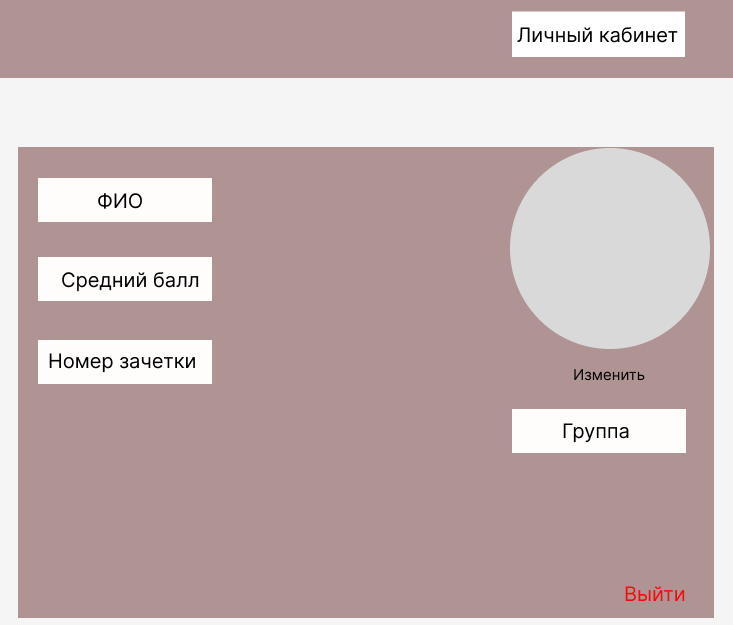 Личный кабинет
ФИО
Средний балл
Номер зачетки
Изменить
Группа
Выйти